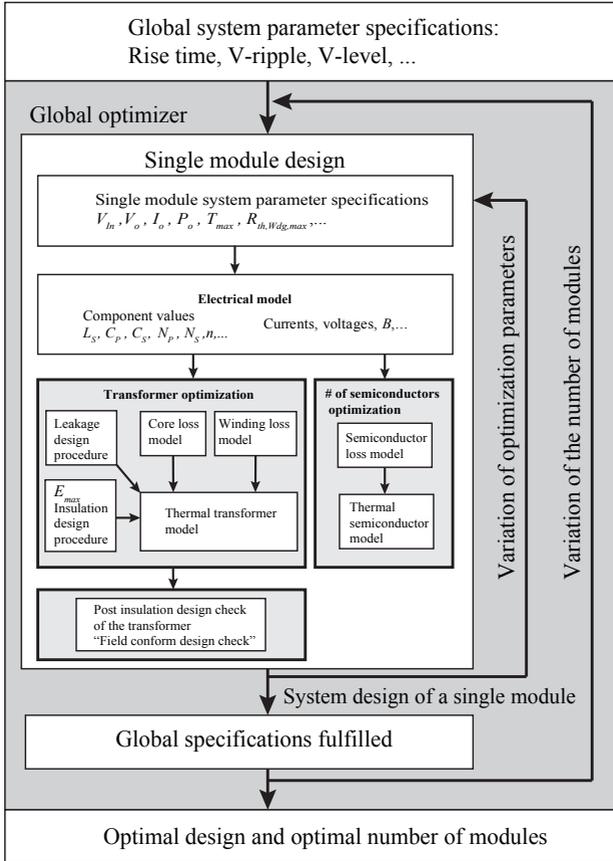 Global system parameter specifications:
Rise time, V-ripple, V-level, ...
Global optimizer
Single module design
Single module system parameter specifications
V_In , V_o , I_o , P_o , T_max , R_th,Wdg,max ,...
Electrical model
Component values
L_S, C_P, C_S, N_P, N_S, n,...
Currents, voltages, B,...
Transformer optimization
Leakage
design
procedure
Core loss
model
Winding loss
model
E_max
Insulation
design
procedure
Thermal transformer
model
# of semiconductors
optimization
Semiconductor
loss model
Thermal
semiconductor
model
Post insulation design check
of the transformer
“Field conform design check”
Variation of optimization parameters
Variation of the number of modules
System design of a single module
Global specifications fulfilled
Optimal design and optimal number of modules